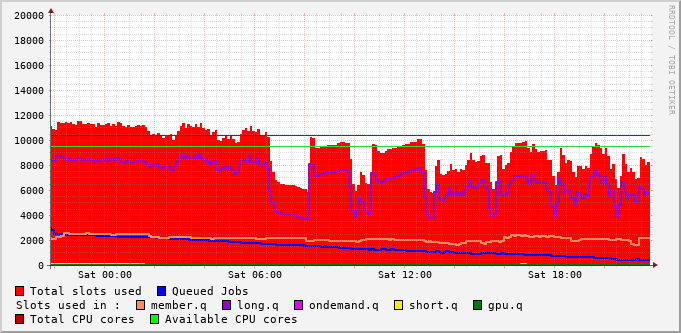 20000
18000
16000
14000
12000
10000
8000
6000
4000
2000
0
Sat 00:00 Sat 06:00 Sat 12:00 Sat 18:00
Total slots used Queued Jobs
Slots used in : member.q long.q ondemand.q short.q gpu.q
Total CPU cores Available CPU cores
RRDTOOL / TOBI OETIKER